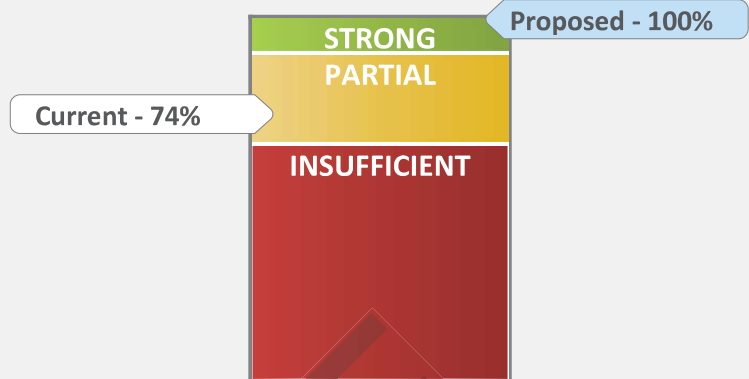 Proposed - 100%
STRONG
PARTIAL
Current - 74%
INSUFFICIENT